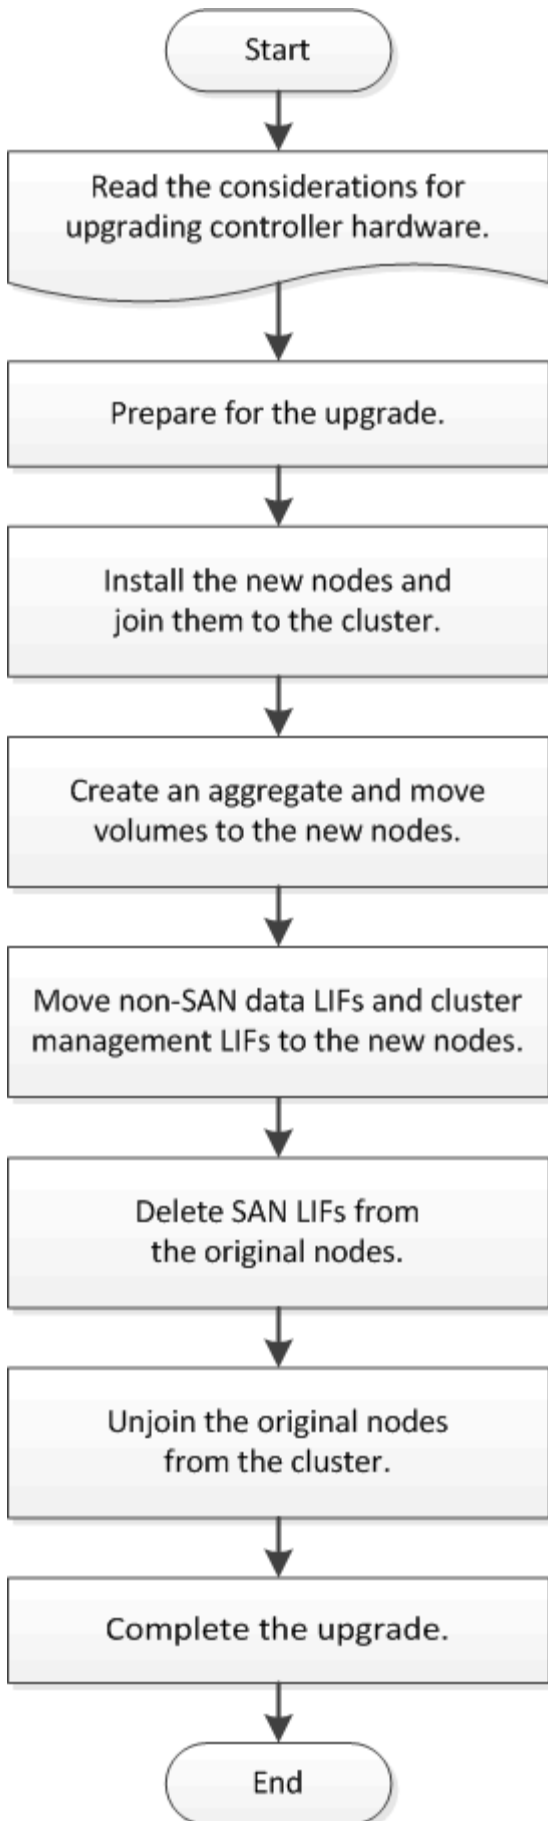 Start
Read the considerations for
upgrading controller hardware.
Prepare for the upgrade.
Install the new nodes and
join them to the cluster.
Create an aggregate and move
volumes to the new nodes.
Move non-SAN data LIFs and cluster
management LIFs to the new nodes.
Delete SAN LIFs from
the original nodes.
Unjoin the original nodes
from the cluster.
Complete the upgrade.
End